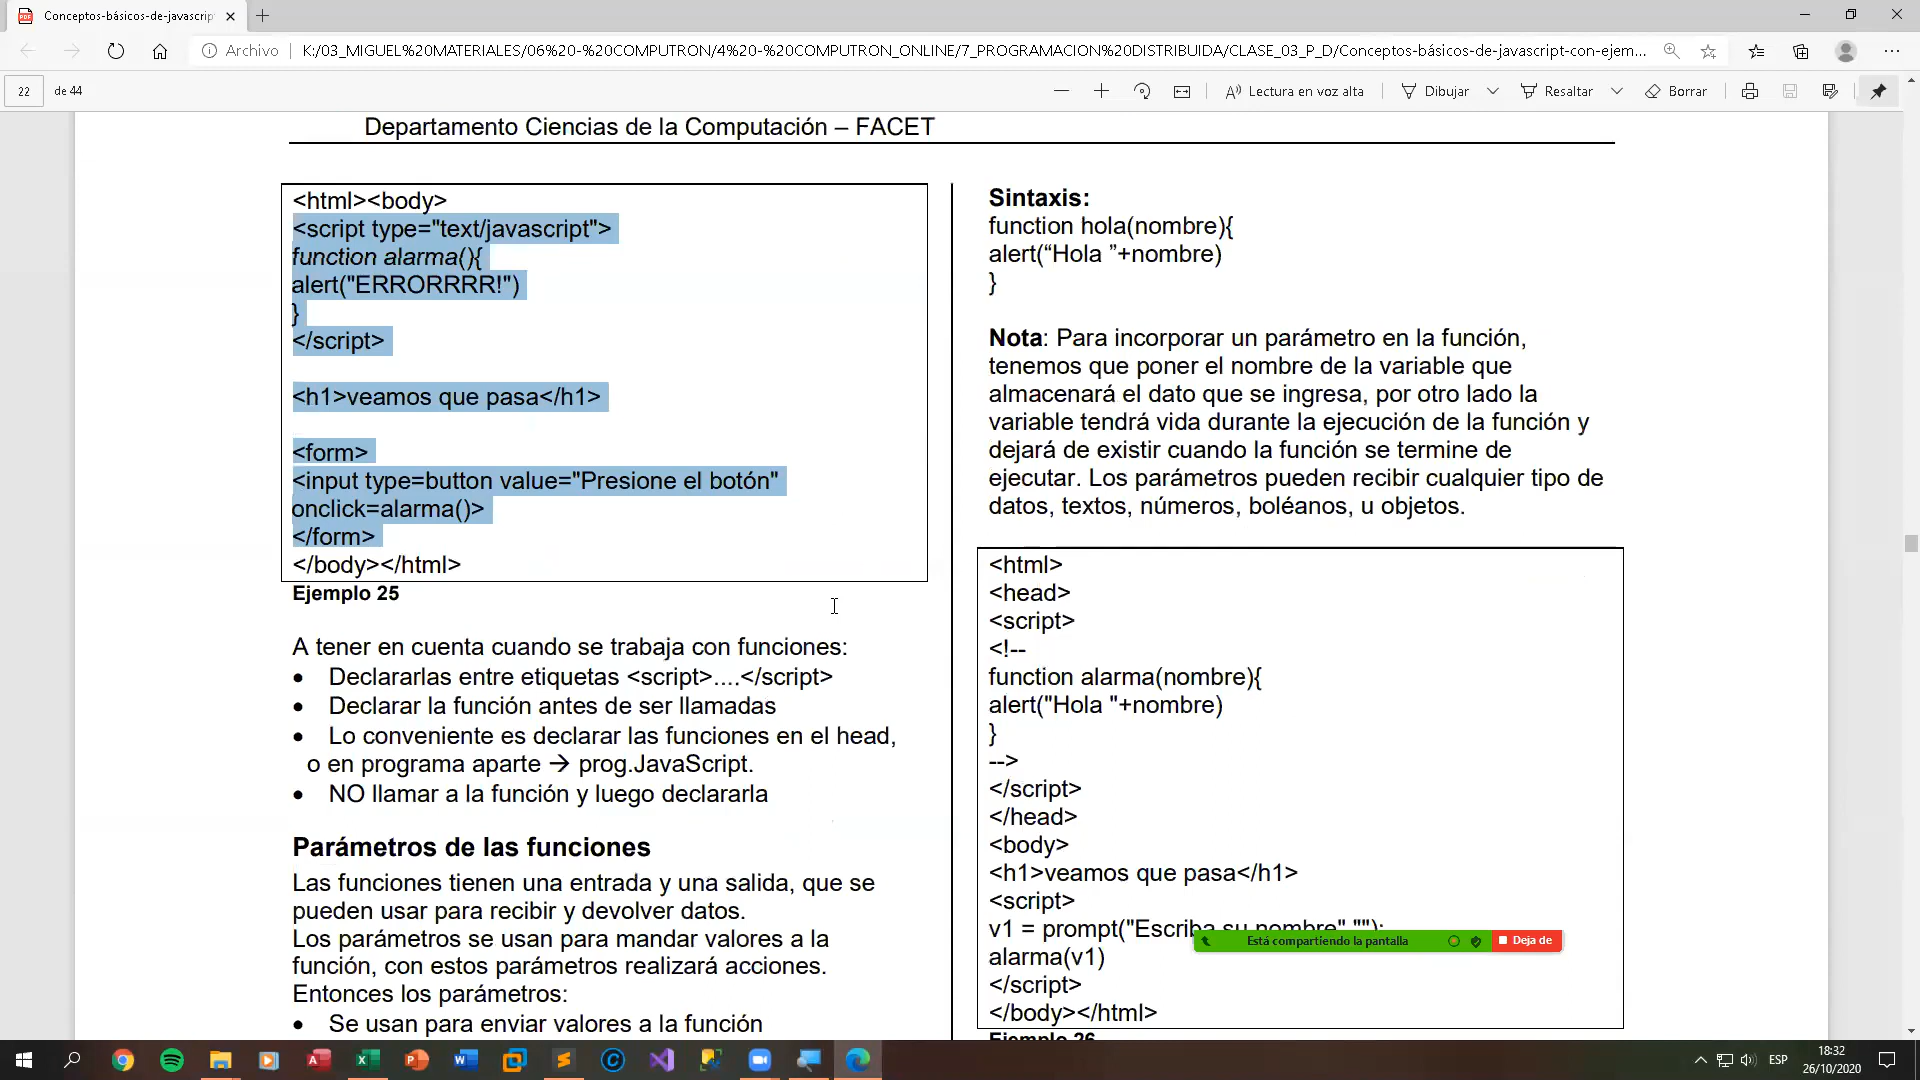 Conceptos-básicos-de-javascrip
Archivo
K:/03_MIGUEL%20MATERIALES/06%20-%20COMPUTRON/4%20-%20COMPUTRON_ONLINE/7_PROGRAMACION%20DISTRIBUIDA/CLASE_03_P_D/Conceptos-básicos-de-javascript-con-ejem...
22 de 44
Lectura en voz alta
Dibujar
Resaltar
Borrar
Departamento Ciencias de la Computación – FACET
<html><body>
<script type="text/javascript">
function alarma(){
alert("ERRORRRR!")
}
</script>
<h1>veamos que pasa</h1>
<form>
<input type=button value="Presione el botón"
onclick=alarma()>
</form>
</body></html>
Ejemplo 25
A tener en cuenta cuando se trabaja con funciones:
• Declararlas entre etiquetas <script>....</script>
• Declarar la función antes de ser llamadas
• Lo conveniente es declarar las funciones en el head,
o en programa aparte → prog.JavaScript.
• NO llamar a la función y luego declararla
Parámetros de las funciones
Las funciones tienen una entrada y una salida, que se
pueden usar para recibir y devolver datos.
Los parámetros se usan para mandar valores a la
función, con estos parámetros realizará acciones.
Entonces los parámetros:
• Se usan para enviar valores a la función
Sintaxis:
function hola(nombre){
alert(“Hola ”+nombre)
}
Nota: Para incorporar un parámetro en la función,
tenemos que poner el nombre de la variable que
almacenará el dato que se ingresa, por otro lado la
variable tendrá vida durante la ejecución de la función y
dejará de existir cuando la función se termine de
ejecutar. Los parámetros pueden recibir cualquier tipo de
datos, textos, números, boléanos, u objetos.
<html>
<head>
<script>
<!--
function alarma(nombre){
alert("Hola "+nombre)
}
-->
</script>
</head>
<body>
<h1>veamos que pasa</h1>
<script>
v1 = prompt("Escriba su nombre","");
alarma(v1)
</script>
</body></html>
Ejemplo 26
Está compartiendo la pantalla
Deja de
ESP
18:32
26/10/2020